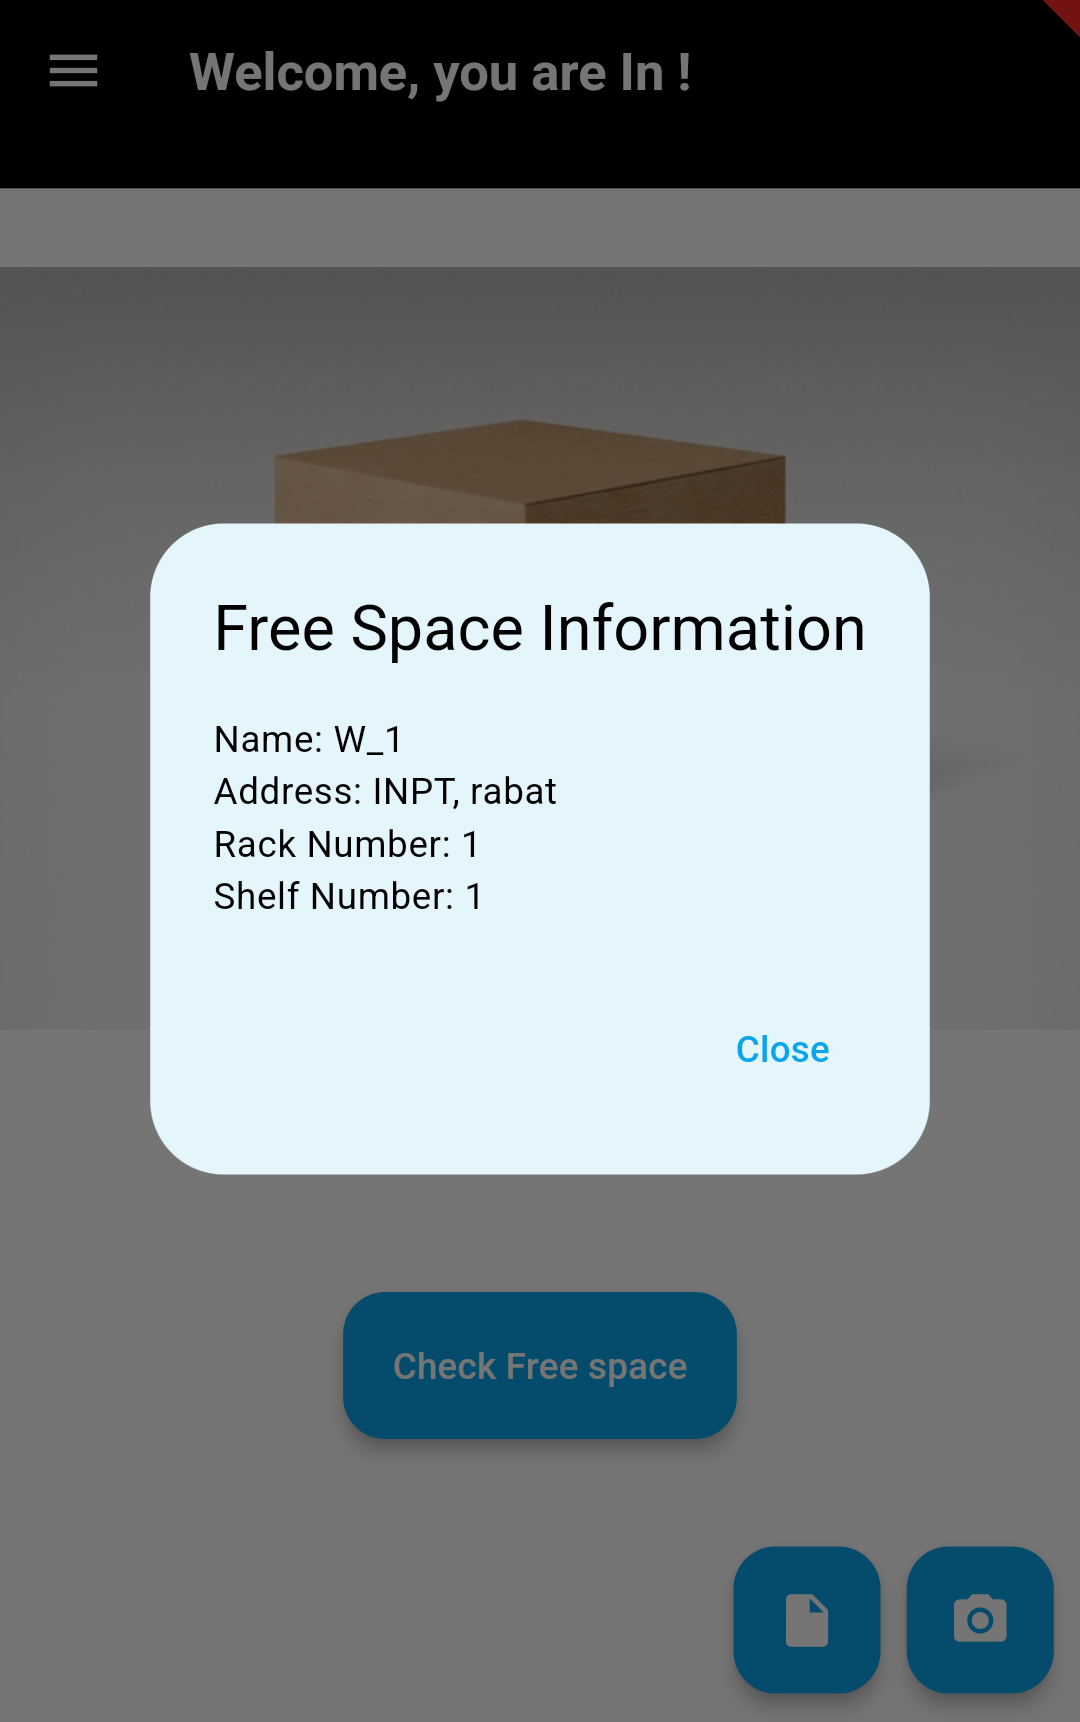 Welcome, you are In !
Free Space Information
Name: W_1
Address: INPT, rabat
Rack Number: 1
Shelf Number: 1
Close
Check Free space